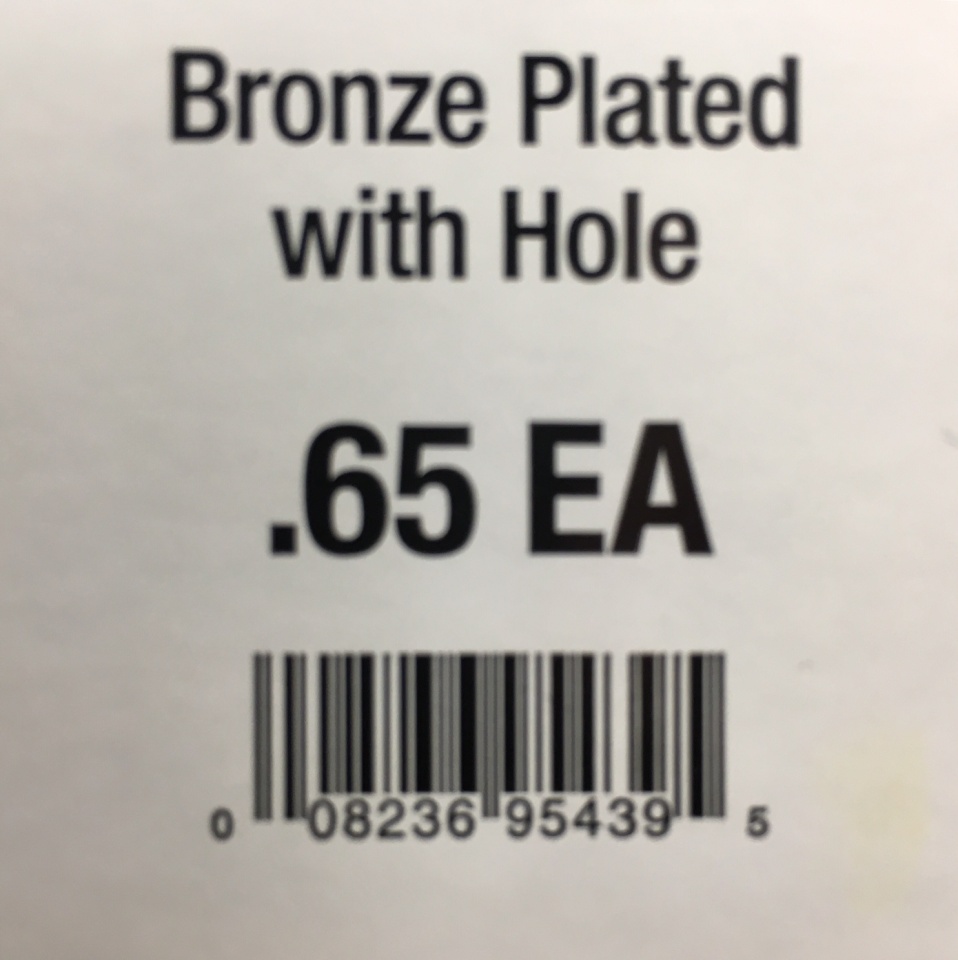 Bronze Plated
with Hole
.65 EA
0 08236 95439 5